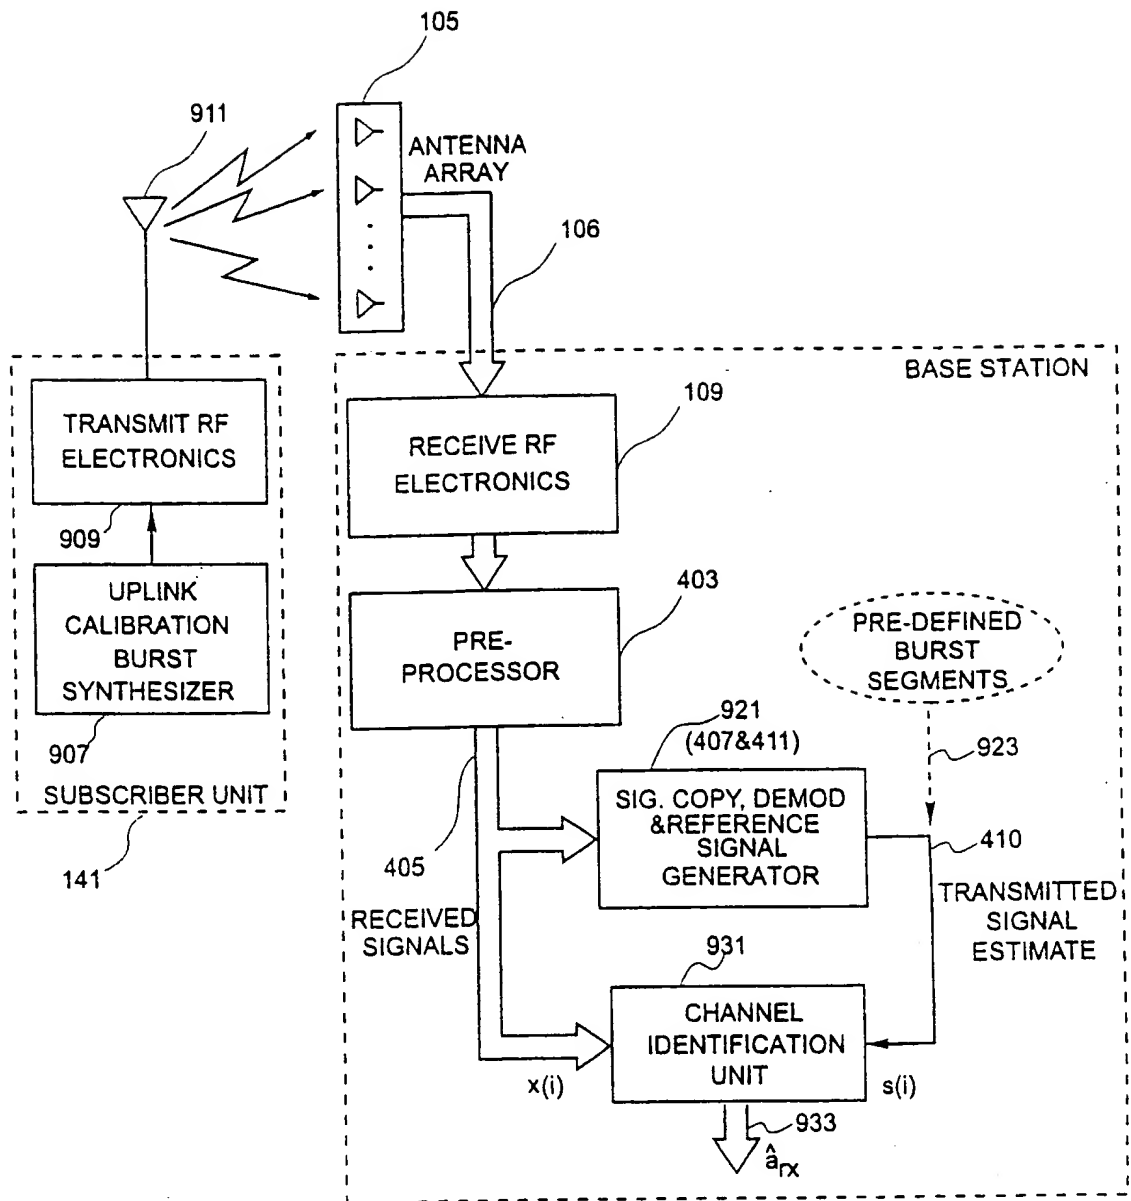 105
911
ANTENNA
ARRAY
106
BASE STATION
TRANSMIT RF
ELECTRONICS
909
RECEIVE RF
ELECTRONICS
109
UPLINK
CALIBRATION
BURST
SYNTHESIZER
907
SUBSCRIBER UNIT
141
PRE-
PROCESSOR
403
PRE-DEFINED
BURST
SEGMENTS
923
921
(407&411)
SIG. COPY, DEMOD
&REFERENCE
SIGNAL
GENERATOR
410
405
RECEIVED
SIGNALS
TRANSMITTED
SIGNAL
ESTIMATE
931
CHANNEL
IDENTIFICATION
UNIT
x(i)
s(i)
933
ârx